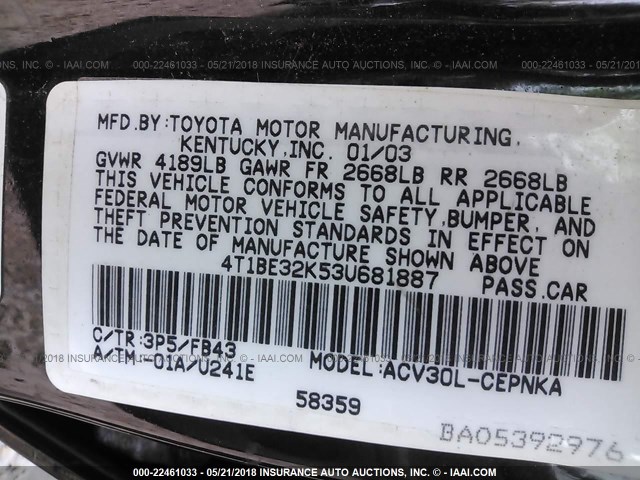 000-22461033 - 05/21/2018 INSURANCE AUTO AUCTIONS, INC. - © IAAI.COM
MFD.BY:TOYOTA MOTOR MANUFACTURING,
KENTUCKY,INC. 01/03
GVWR 4189LB GAWR FR 2668LB RR 2668LB
THIS VEHICLE CONFORMS TO ALL APPLICABLE
FEDERAL MOTOR VEHICLE SAFETY,BUMPER, AND
THEFT PREVENTION STANDARDS IN EFFECT ON
THE DATE OF MANUFACTURE SHOWN ABOVE
4T1BE32K53U681887 PASS.CAR
C/TR:3P5/FB43
A/TM-01A/U241E MODEL:ACV30L-CEPNKA
58359
BA05392976
000-22461033 - 05/21/2018 INSURANCE AUTO AUCTIONS, INC. - © IAAI.COM